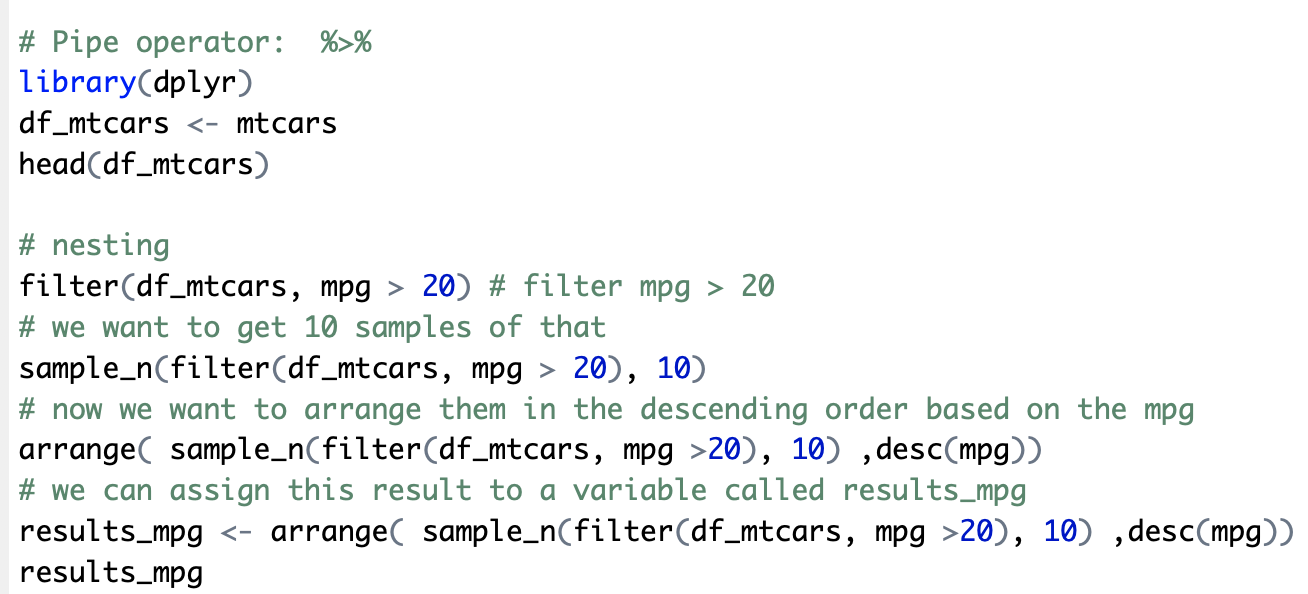 # Pipe operator:  %>%
library(dplyr)
df_mtcars <- mtcars
head(df_mtcars)
# nesting
filter(df_mtcars, mpg > 20) # filter mpg > 20
# we want to get 10 samples of that
sample_n(filter(df_mtcars, mpg > 20), 10)
# now we want to arrange them in the descending order based on the mpg
arrange( sample_n(filter(df_mtcars, mpg >20), 10) ,desc(mpg))
# we can assign this result to a variable called results_mpg
results_mpg <- arrange( sample_n(filter(df_mtcars, mpg >20), 10) ,desc(mpg))
results_mpg